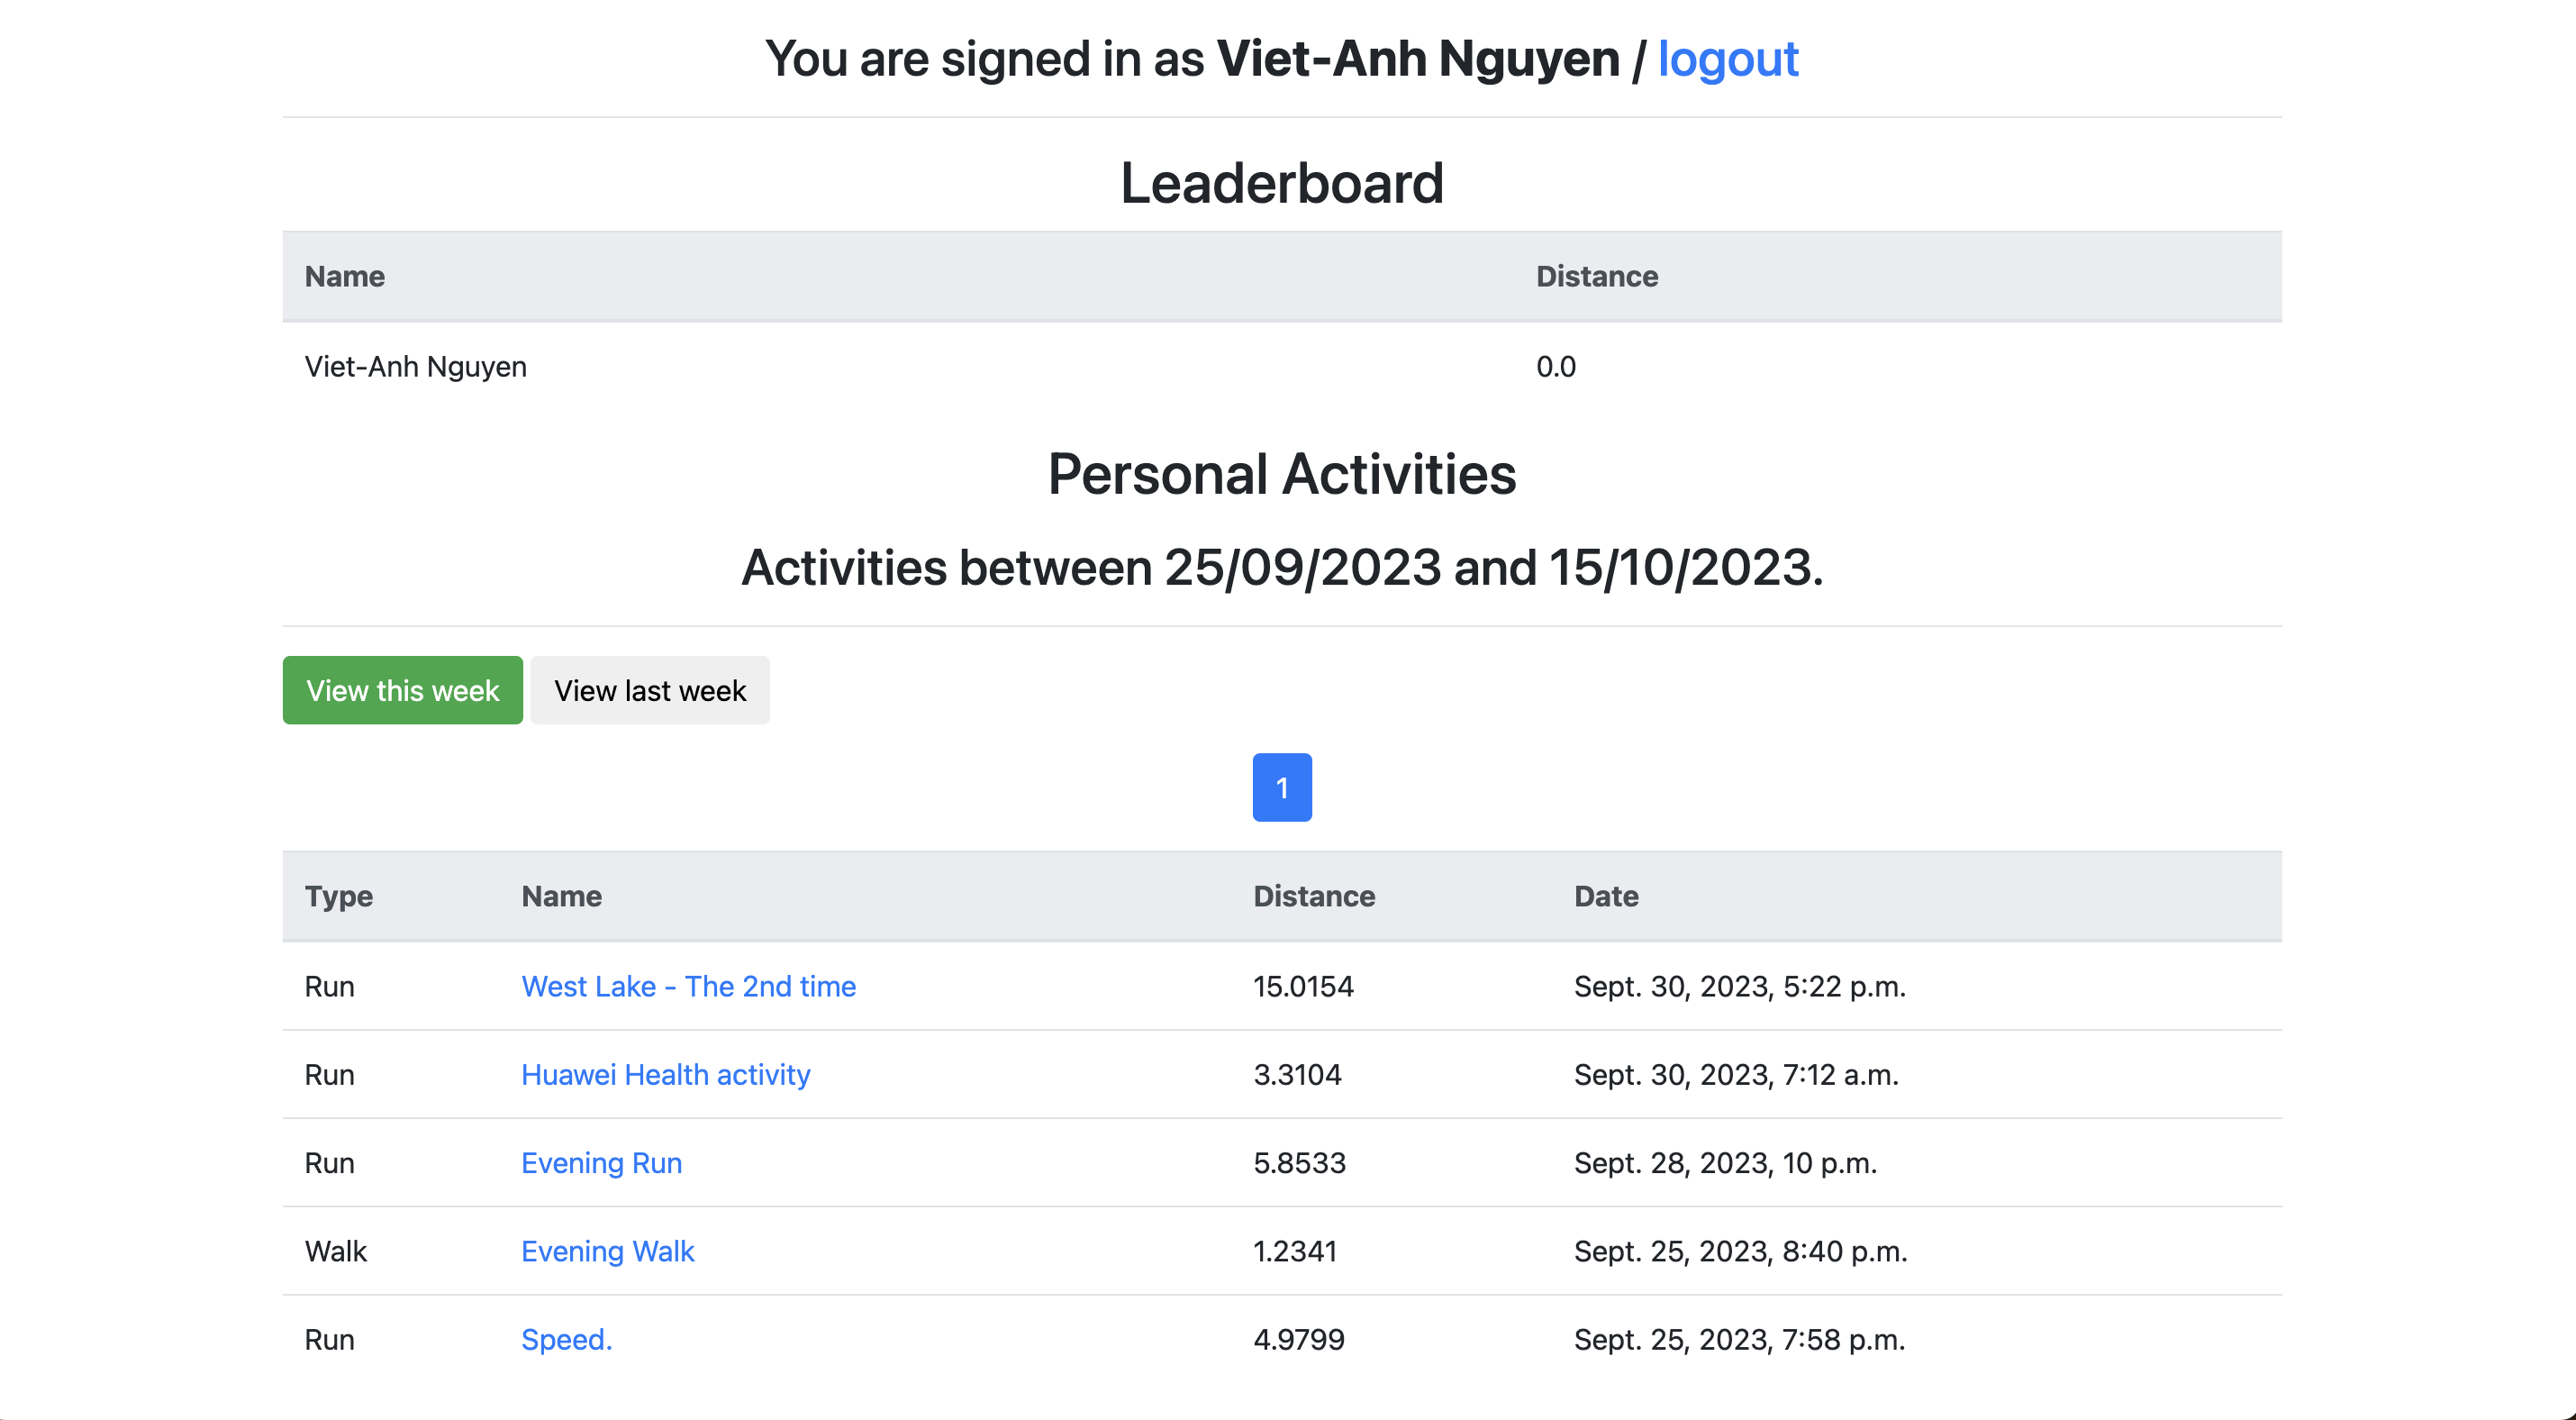 You are signed in as Viet-Anh Nguyen / logout
Leaderboard
Name Distance
Viet-Anh Nguyen 0.0
Personal Activities
Activities between 25/09/2023 and 15/10/2023.
View this week View last week
1
Type Name Distance Date
Run West Lake - The 2nd time 15.0154 Sept. 30, 2023, 5:22 p.m.
Run Huawei Health activity 3.3104 Sept. 30, 2023, 7:12 a.m.
Run Evening Run 5.8533 Sept. 28, 2023, 10 p.m.
Walk Evening Walk 1.2341 Sept. 25, 2023, 8:40 p.m.
Run Speed. 4.9799 Sept. 25, 2023, 7:58 p.m.